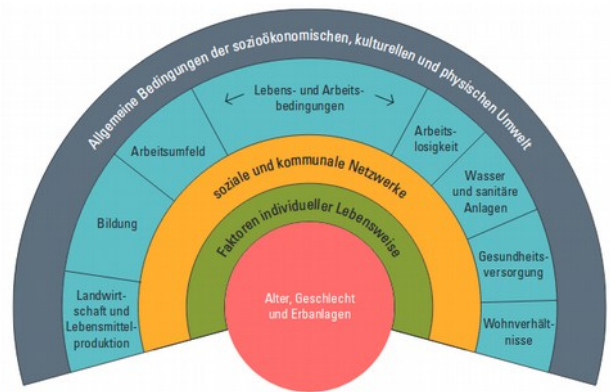 Allgemeine Bedingungen der sozioökonomischen, kulturellen und physischen Umwelt
← Lebens- und Arbeits- →
bedingungen
Landwirt-
schaft und
Lebensmittel-
produktion
Bildung
Arbeitsumfeld
Arbeits-
losigkeit
Wasser
und sanitäre
Anlagen
Gesundheits-
versorgung
Wohnverhält-
nisse
soziale und kommunale Netzwerke
Faktoren individueller Lebensweise
Alter, Geschlecht
und Erbanlagen